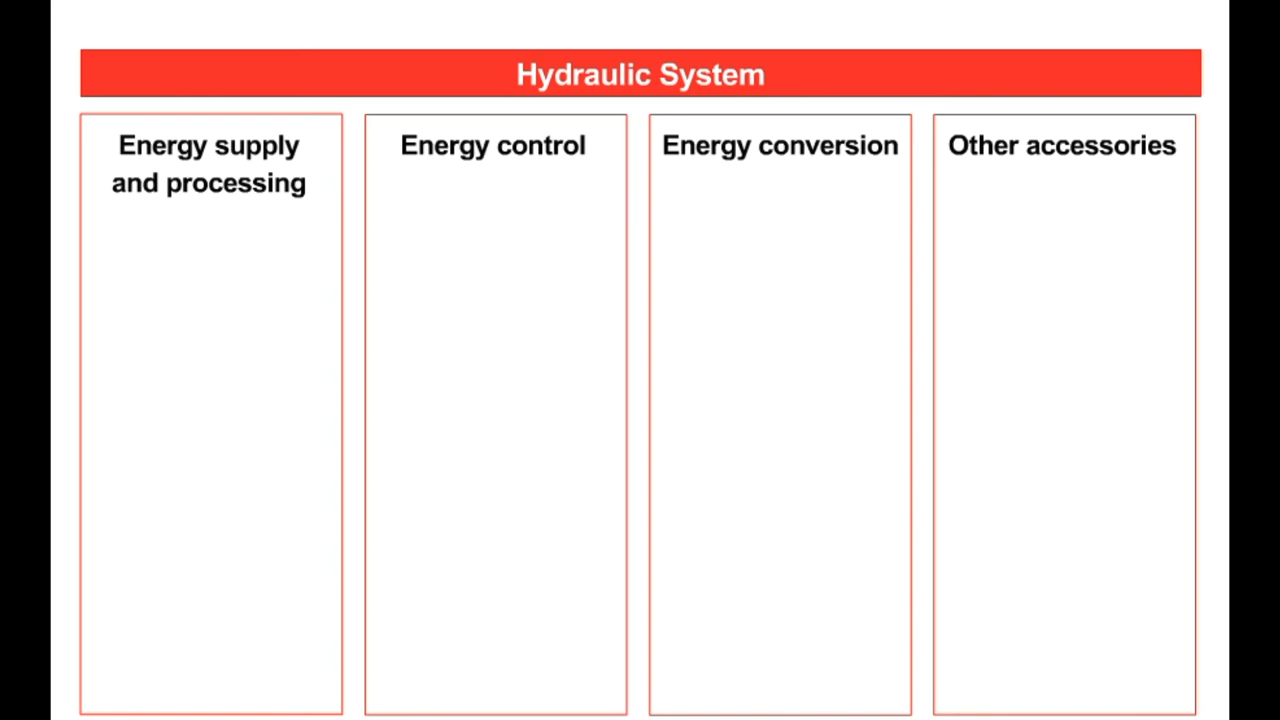 Hydraulic System
Energy supply
and processing
Energy control
Energy conversion
Other accessories